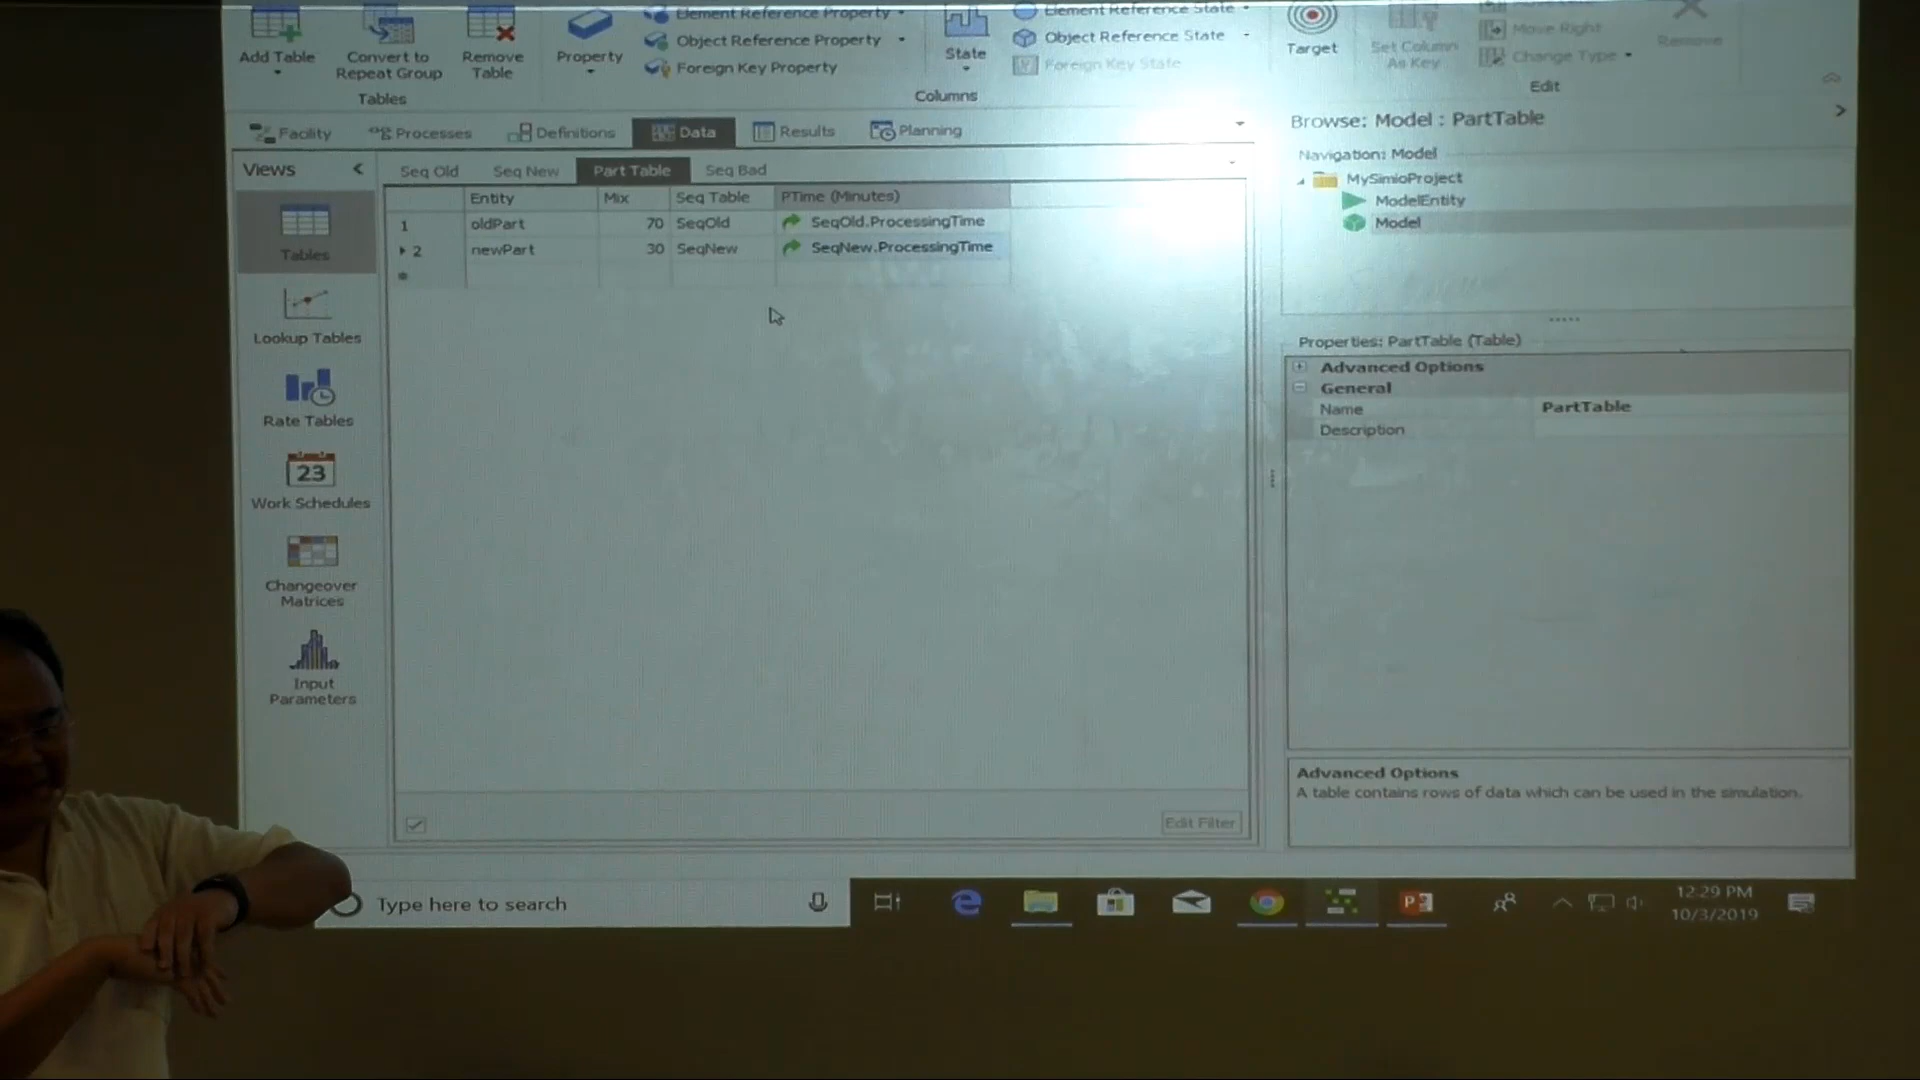 Element Reference Property
Element Reference State
Add Table
Convert to
Repeat Group
Remove
Table
Property
Object Reference Property
Foreign Key Property
State
Object Reference State
Foreign Key State
Target
Set Column
As Key
Move Right
Change Type
Remove
Tables
Columns
Edit
Facility
Processes
Definitions
Data
Results
Planning
Browse: Model : PartTable
Views
Seq Old
Seq New
Part Table
Seq Bad
Navigation: Model
MySimioProject
ModelEntity
Model
Entity
Mix
Seq Table
PTime (Minutes)
1
oldPart
70
SeqOld
SeqOld.ProcessingTime
2
newPart
30
SeqNew
SeqNew.ProcessingTime
Tables
Lookup Tables
Rate Tables
23
Work Schedules
Changeover
Matrices
Input
Parameters
Properties: PartTable (Table)
Advanced Options
General
Name
PartTable
Description
Advanced Options
A table contains rows of data which can be used in the simulation.
Edit Filter
Type here to search
P
12:29 PM
10/3/2019